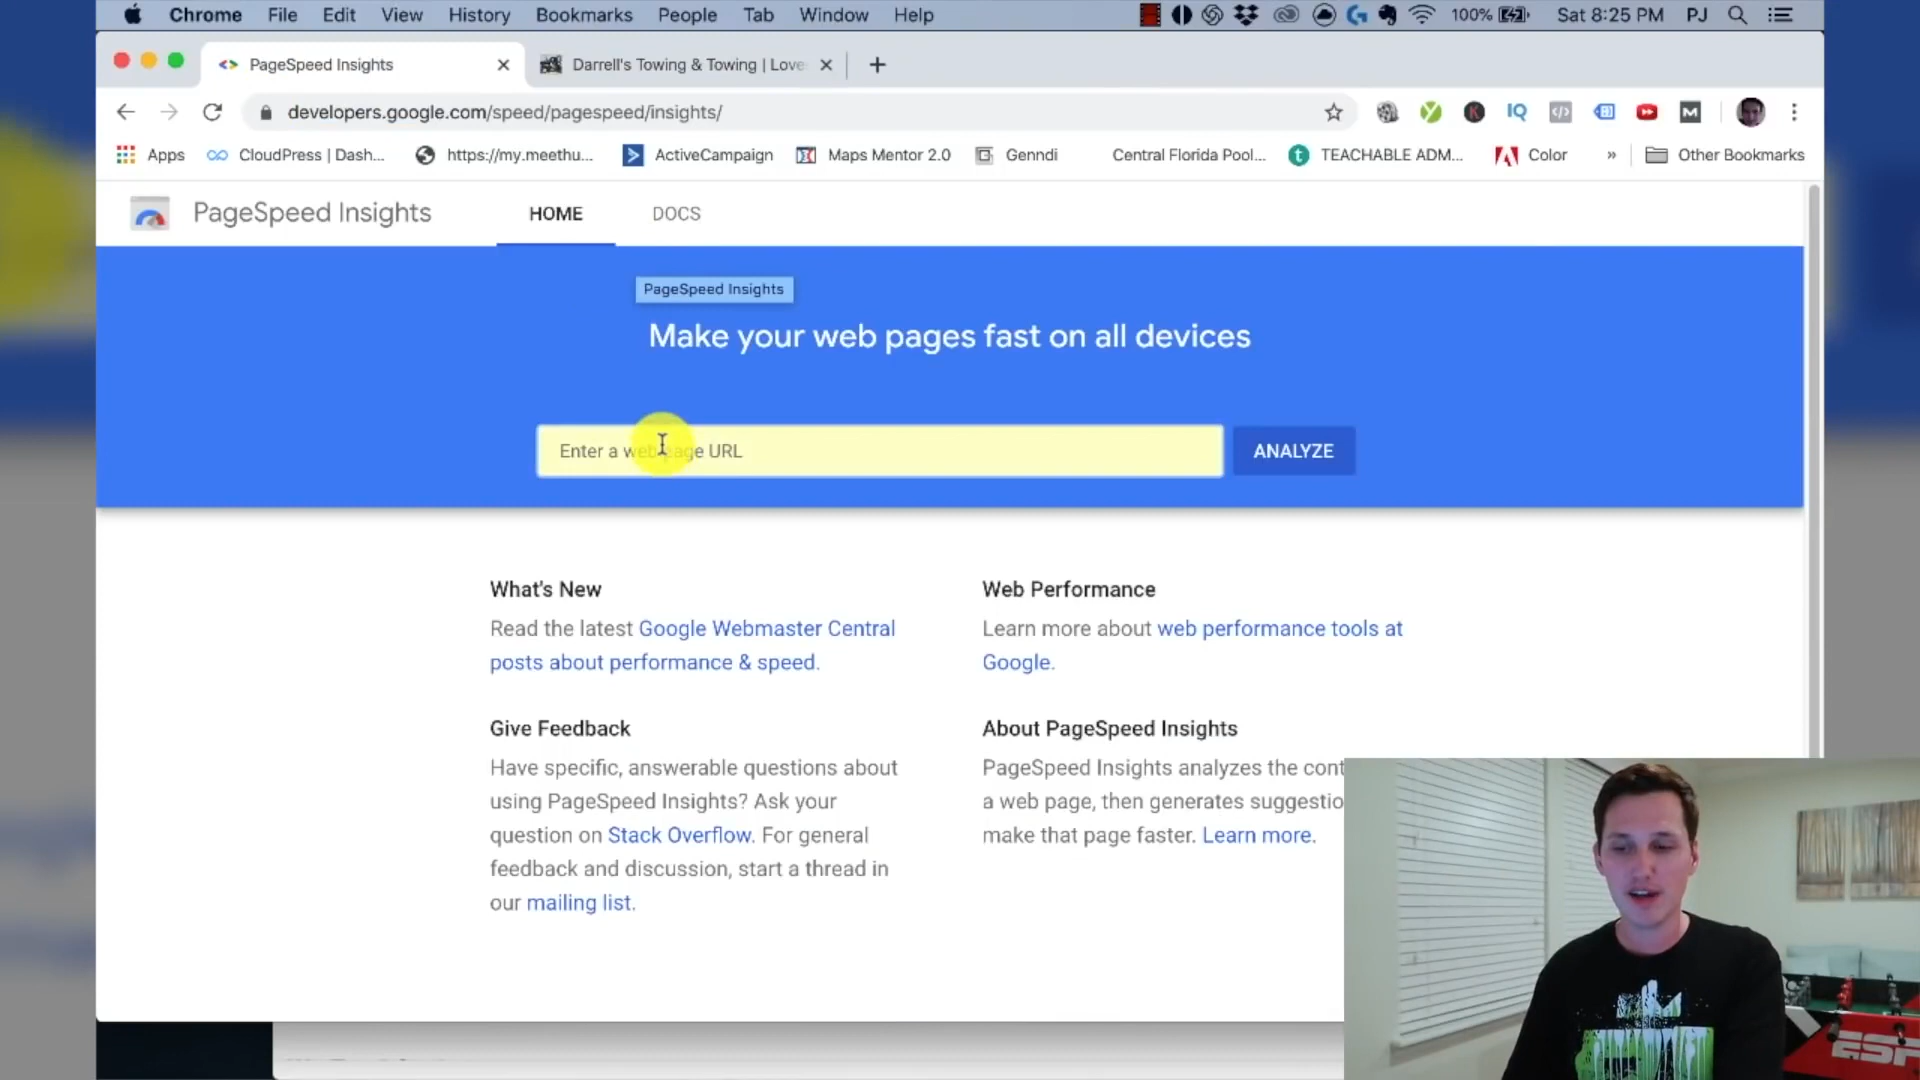 Chrome File Edit View History Bookmarks People Tab Window Help 100% Sat 8:25 PM PJ
PageSpeed Insights Darrell's Towing & Towing | Love
developers.google.com/speed/pagespeed/insights/
Apps CloudPress | Dash... https://my.meethu... ActiveCampaign Maps Mentor 2.0 Genndi Central Florida Pool... TEACHABLE ADM... Color » Other Bookmarks
PageSpeed Insights HOME DOCS
PageSpeed Insights
Make your web pages fast on all devices
Enter a web page URL ANALYZE
What's New
Read the latest Google Webmaster Central
posts about performance & speed.
Web Performance
Learn more about web performance tools at
Google.
Give Feedback
Have specific, answerable questions about
using PageSpeed Insights? Ask your
question on Stack Overflow. For general
feedback and discussion, start a thread in
our mailing list.
About PageSpeed Insights
PageSpeed Insights analyzes the cont
a web page, then generates suggestio
make that page faster. Learn more.
ESP